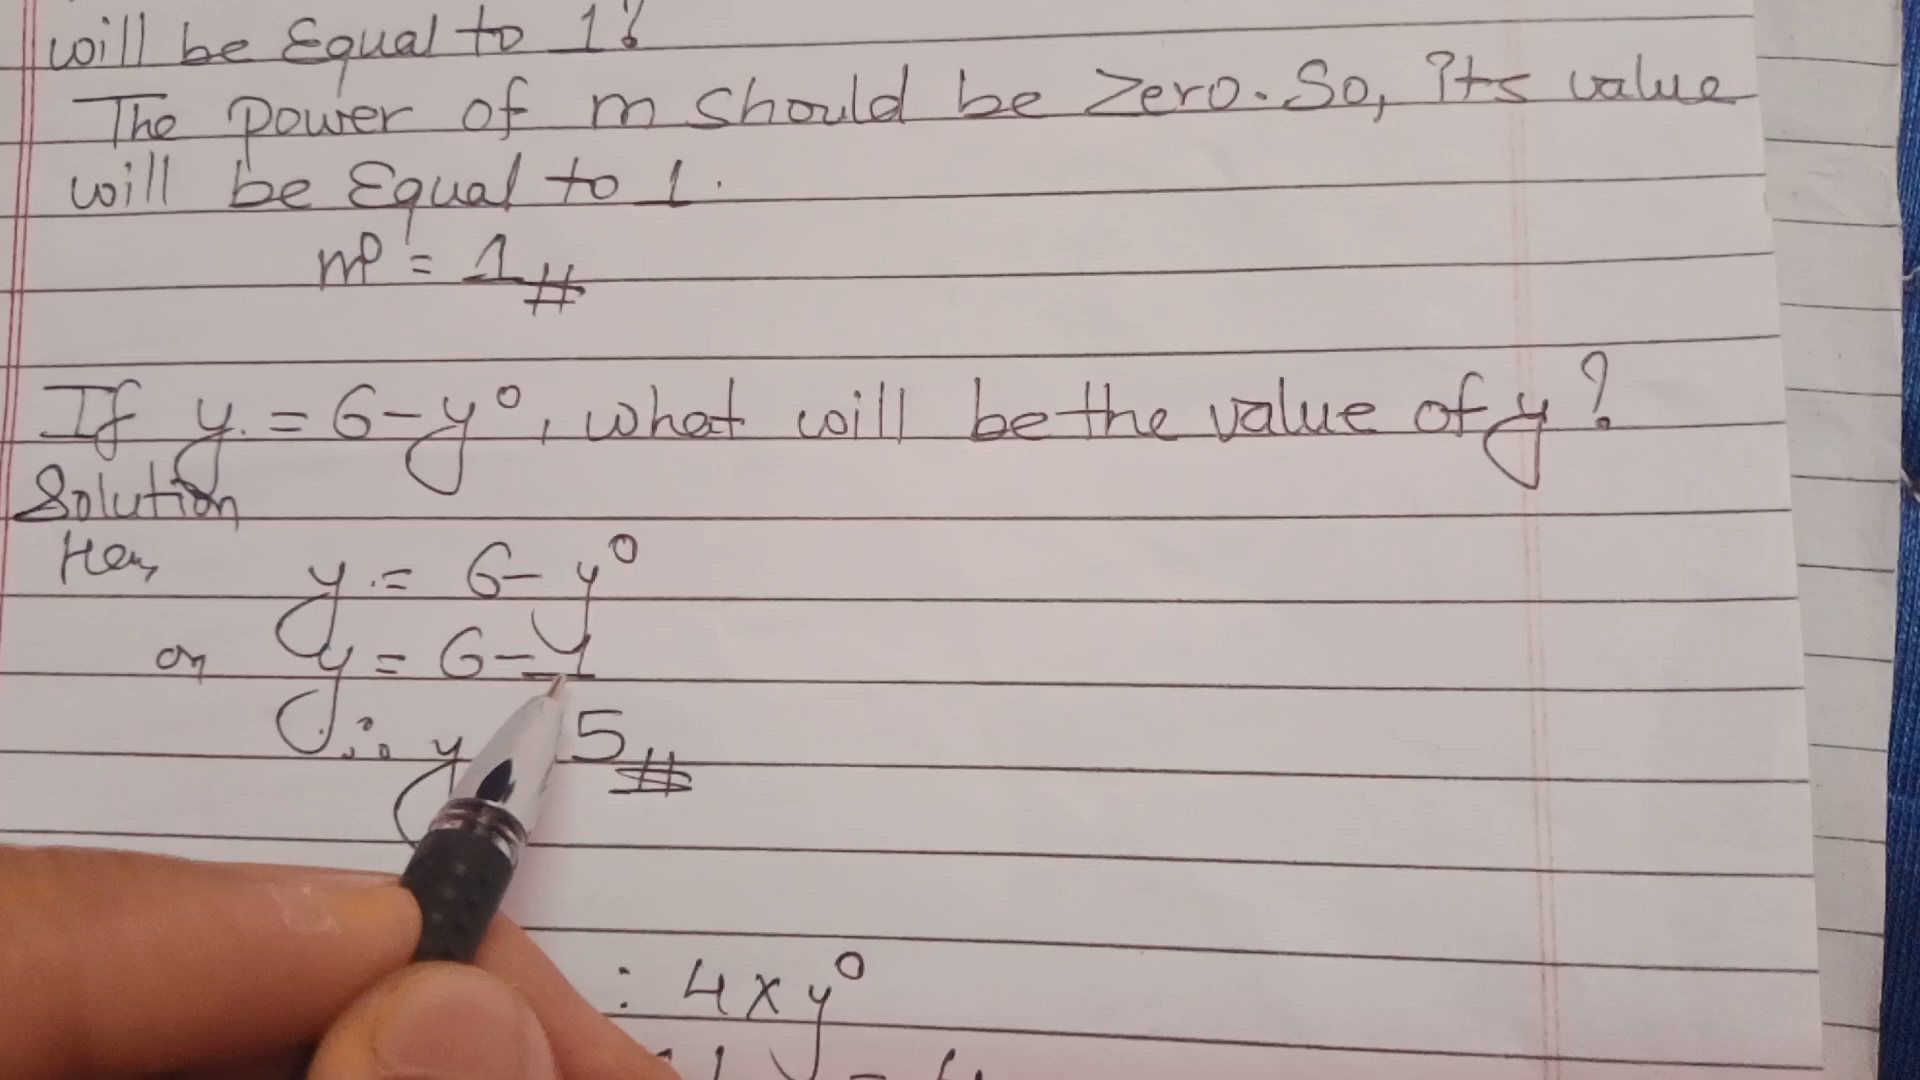 will be Equal to 1?
The power of m should be zero. So, its value
will be Equal to 1.
m⁰ = 1 #
If y = 6 - y⁰, what will be the value of y?
Solution
Here,
y = 6 - y⁰
or y = 6 - 1
∴ y 5 #
: 4 x y⁰